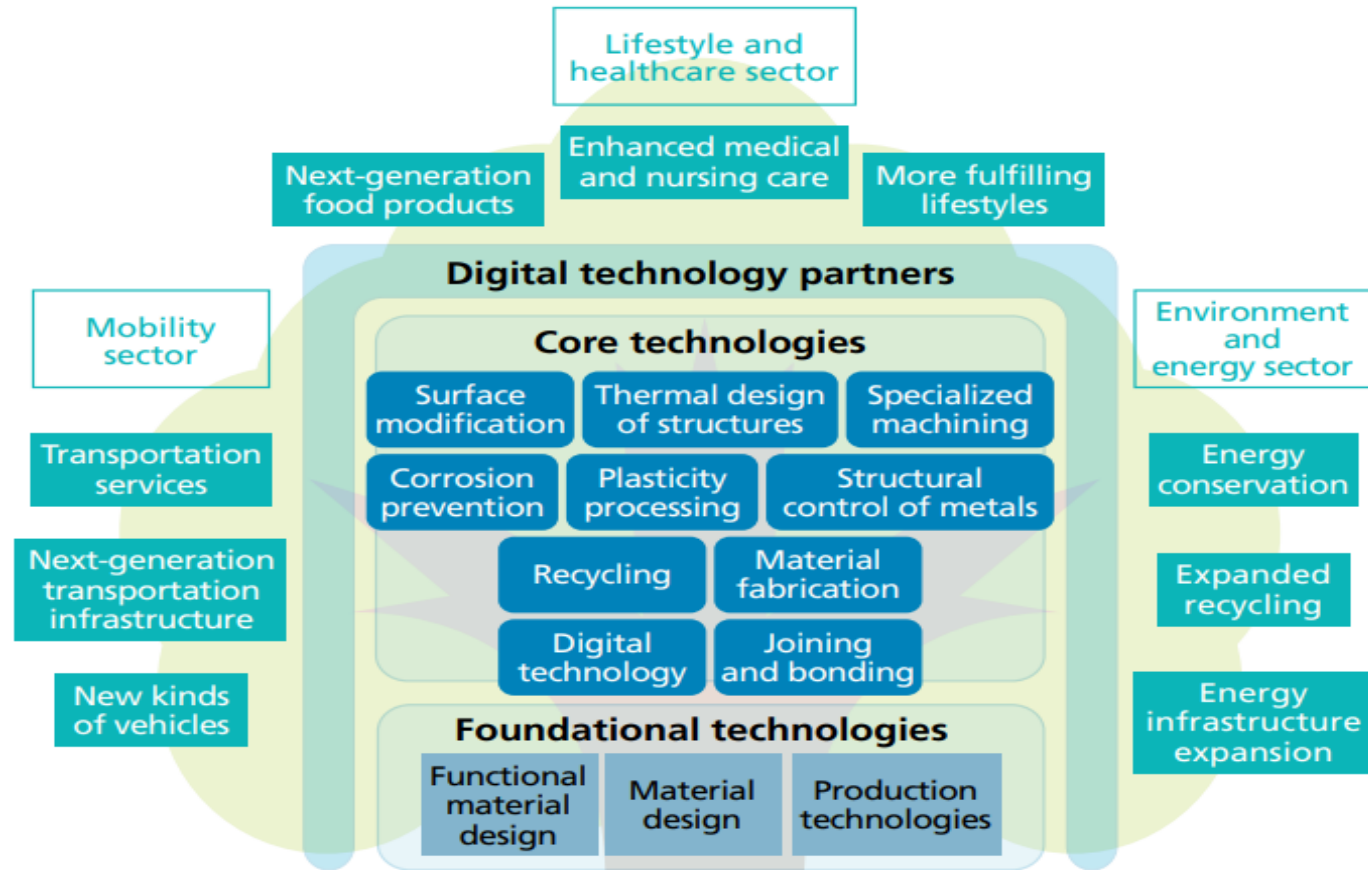 Lifestyle and
healthcare sector
Enhanced medical
and nursing care
Next-generation
food products
More fulfilling
lifestyles
Digital technology partners
Mobility
sector
Transportation
services
Next-generation
transportation
infrastructure
New kinds
of vehicles
Core technologies
Surface
modification
Thermal design
of structures
Specialized
machining
Corrosion
prevention
Plasticity
processing
Structural
control of metals
Recycling
Material
fabrication
Digital
technology
Joining
and bonding
Foundational technologies
Functional
material
design
Material
design
Production
technologies
Environment
and
energy sector
Energy
conservation
Expanded
recycling
Energy
infrastructure
expansion